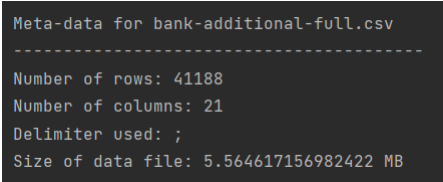 Meta-data for bank-additional-full.csv
-----------------------------------------
Number of rows: 41188
Number of columns: 21
Delimiter used: ;
Size of data file: 5.564617156982422 MB